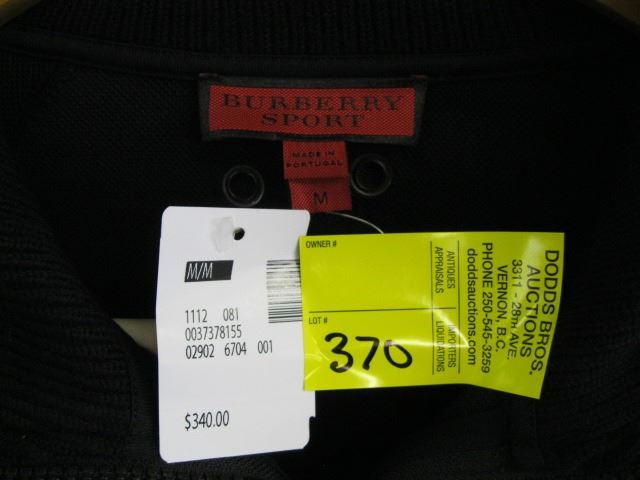 BURBERRY
SPORT
MADE IN
PORTUGAL
M
M/M
1112 081
0037378155
02902 6704 001
$340.00
OWNER #
LOT #
370
ANTIQUES
APPRAISALS
IMPORTERS
LIQUIDATIONS
DODDS BROS.
AUCTIONS
3311 - 28TH AVE.
VERNON, B.C.
PHONE 250-545-3259
doddsauctions.com